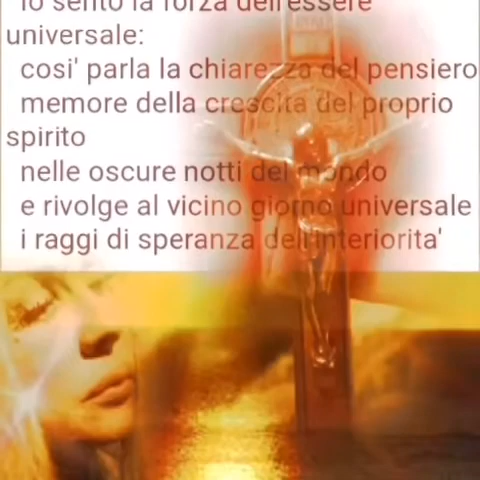 Io sento la forza dell'essere
universale:
cosi' parla la chiarezza del pensiero
memore della crescita del proprio
spirito
nelle oscure notti del mondo
e rivolge al vicino giorno universale
i raggi di speranza dell'interiorita'